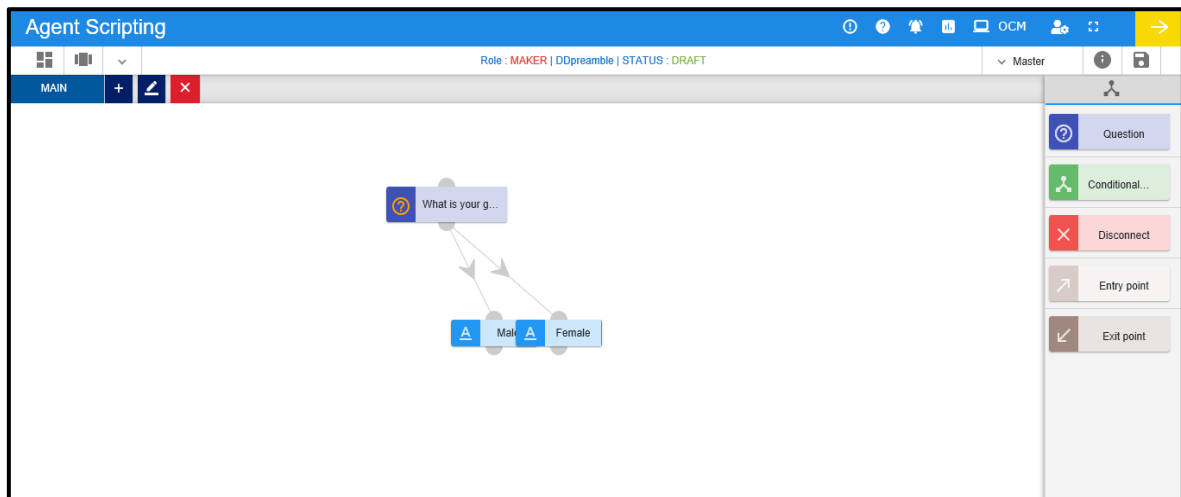 Agent Scripting
OCM
Role : MAKER | DDpreamble | STATUS : DRAFT
Master
MAIN
Question
What is your g...
Conditional...
Disconnect
Entry point
Male
Female
Exit point